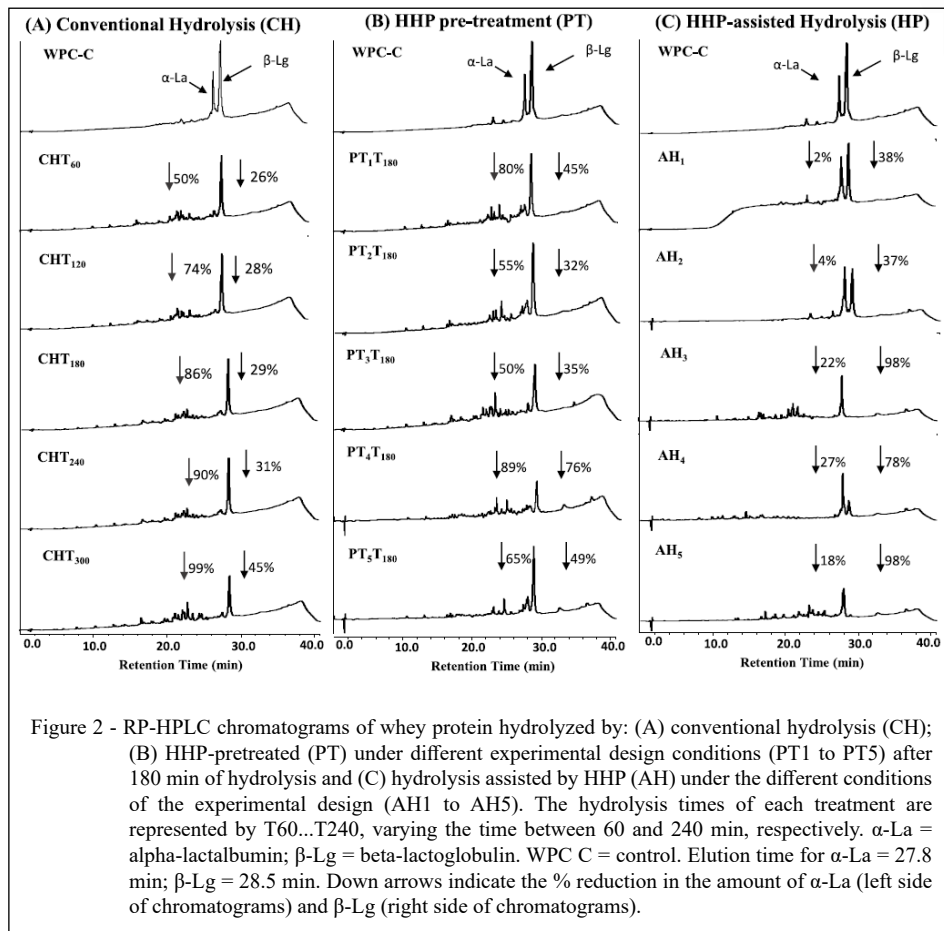 (A) Conventional Hydrolysis (CH)
WPC-C
α-La
β-Lg
CHT60
50%
26%
CHT120
74%
28%
CHT180
86%
29%
CHT240
90%
31%
CHT300
99%
45%
0.0 10.0 20.0 30.0 40.0
Retention Time (min)
(B) HHP pre-treatment (PT)
WPC-C
α-La
β-Lg
PT1T180
80%
45%
PT2T180
55%
32%
PT3T180
50%
35%
PT4T180
89%
76%
PT5T180
65%
49%
0.0 10.0 20.0 30.0 40.0
Retention Time (min)
(C) HHP-assisted Hydrolysis (HP)
WPC-C
α-La
β-Lg
AH1
2%
38%
AH2
4%
37%
AH3
22%
98%
AH4
27%
78%
AH5
18%
98%
0.0 10.0 20.0 30.0 40.0
Retention Time (min)
Figure 2 - RP-HPLC chromatograms of whey protein hydrolyzed by: (A) conventional hydrolysis (CH);
(B) HHP-pretreated (PT) under different experimental design conditions (PT1 to PT5) after
180 min of hydrolysis and (C) hydrolysis assisted by HHP (AH) under the different conditions
of the experimental design (AH1 to AH5). The hydrolysis times of each treatment are
represented by T60...T240, varying the time between 60 and 240 min, respectively. α-La =
alpha-lactalbumin; β-Lg = beta-lactoglobulin. WPC C = control. Elution time for α-La = 27.8
min; β-Lg = 28.5 min. Down arrows indicate the % reduction in the amount of α-La (left side
of chromatograms) and β-Lg (right side of chromatograms).